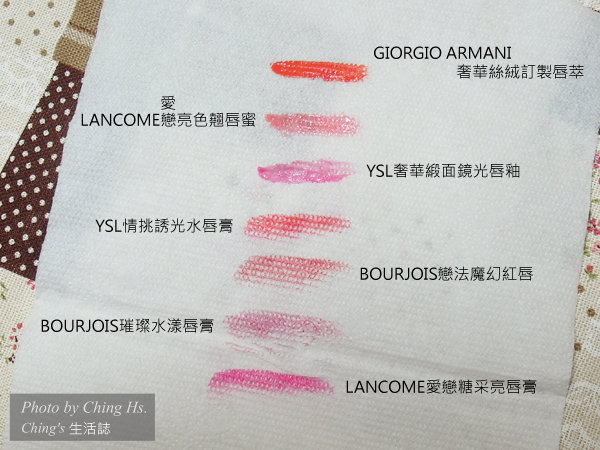 GIORGIO ARMANI
奢華絲絨訂製唇萃
愛
LANCOME戀亮色翹唇蜜
YSL奢華緞面鏡光唇釉
YSL情挑誘光水唇膏
BOURJOIS戀法魔幻紅唇
BOURJOIS璀璨水漾唇膏
LANCOME愛戀糖采亮唇膏
Photo by Ching Hs.
Ching's 生活誌